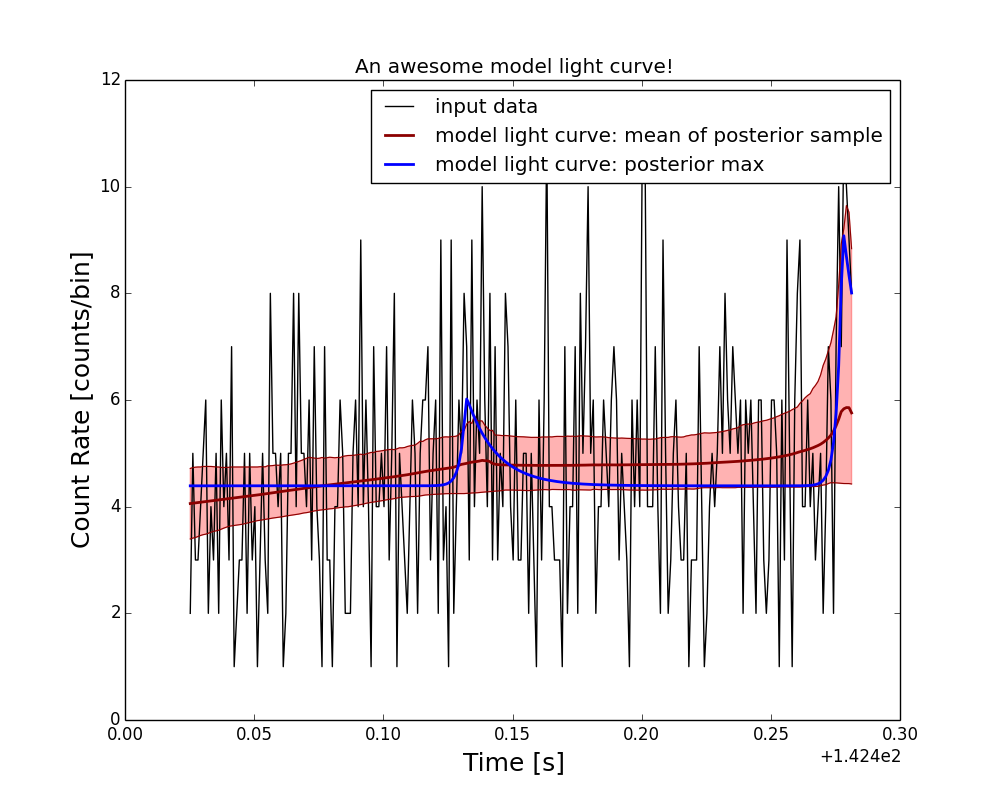 An awesome model light curve!
input data
model light curve: mean of posterior sample
model light curve: posterior max
Count Rate [counts/bin]
12
10
8
6
4
2
0
0.00 0.05 0.10 0.15 0.20 0.25 0.30
Time [s]
+1.424e2